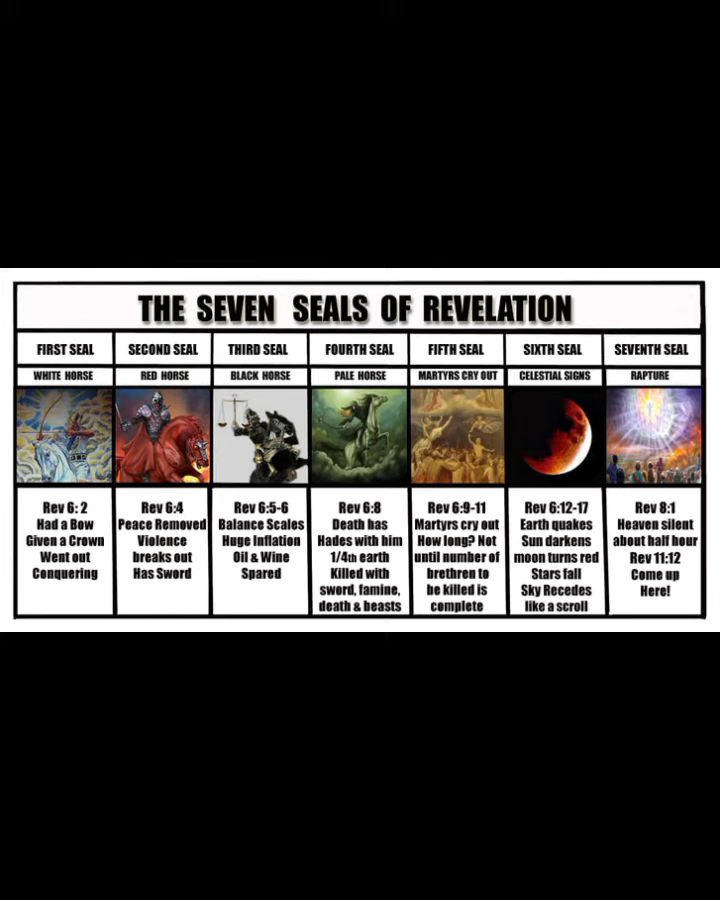 THE SEVEN SEALS OF REVELATION
FIRST SEAL
SECOND SEAL
THIRD SEAL
FOURTH SEAL
FIFTH SEAL
SIXTH SEAL
SEVENTH SEAL
WHITE HORSE
RED HORSE
BLACK HORSE
PALE HORSE
MARTYRS CRY OUT
CELESTIAL SIGNS
RAPTURE
Rev 6: 2
Had a Bow
Given a Crown
Went out
Conquering
Rev 6:4
Peace Removed
Violence
breaks out
Has Sword
Rev 6:5-6
Balance Scales
Huge Inflation
Oil & Wine
Spared
Rev 6:8
Death has
Hades with him
1/4th earth
Killed with
sword, famine,
death & beasts
Rev 6:9-11
Martyrs cry out
How long? Not
until number of
brethren to
be killed is
complete
Rev 6:12-17
Earth quakes
Sun darkens
moon turns red
Stars fall
Sky Recedes
like a scroll
Rev 8:1
Heaven silent
about half hour
Rev 11:12
Come up
Here!